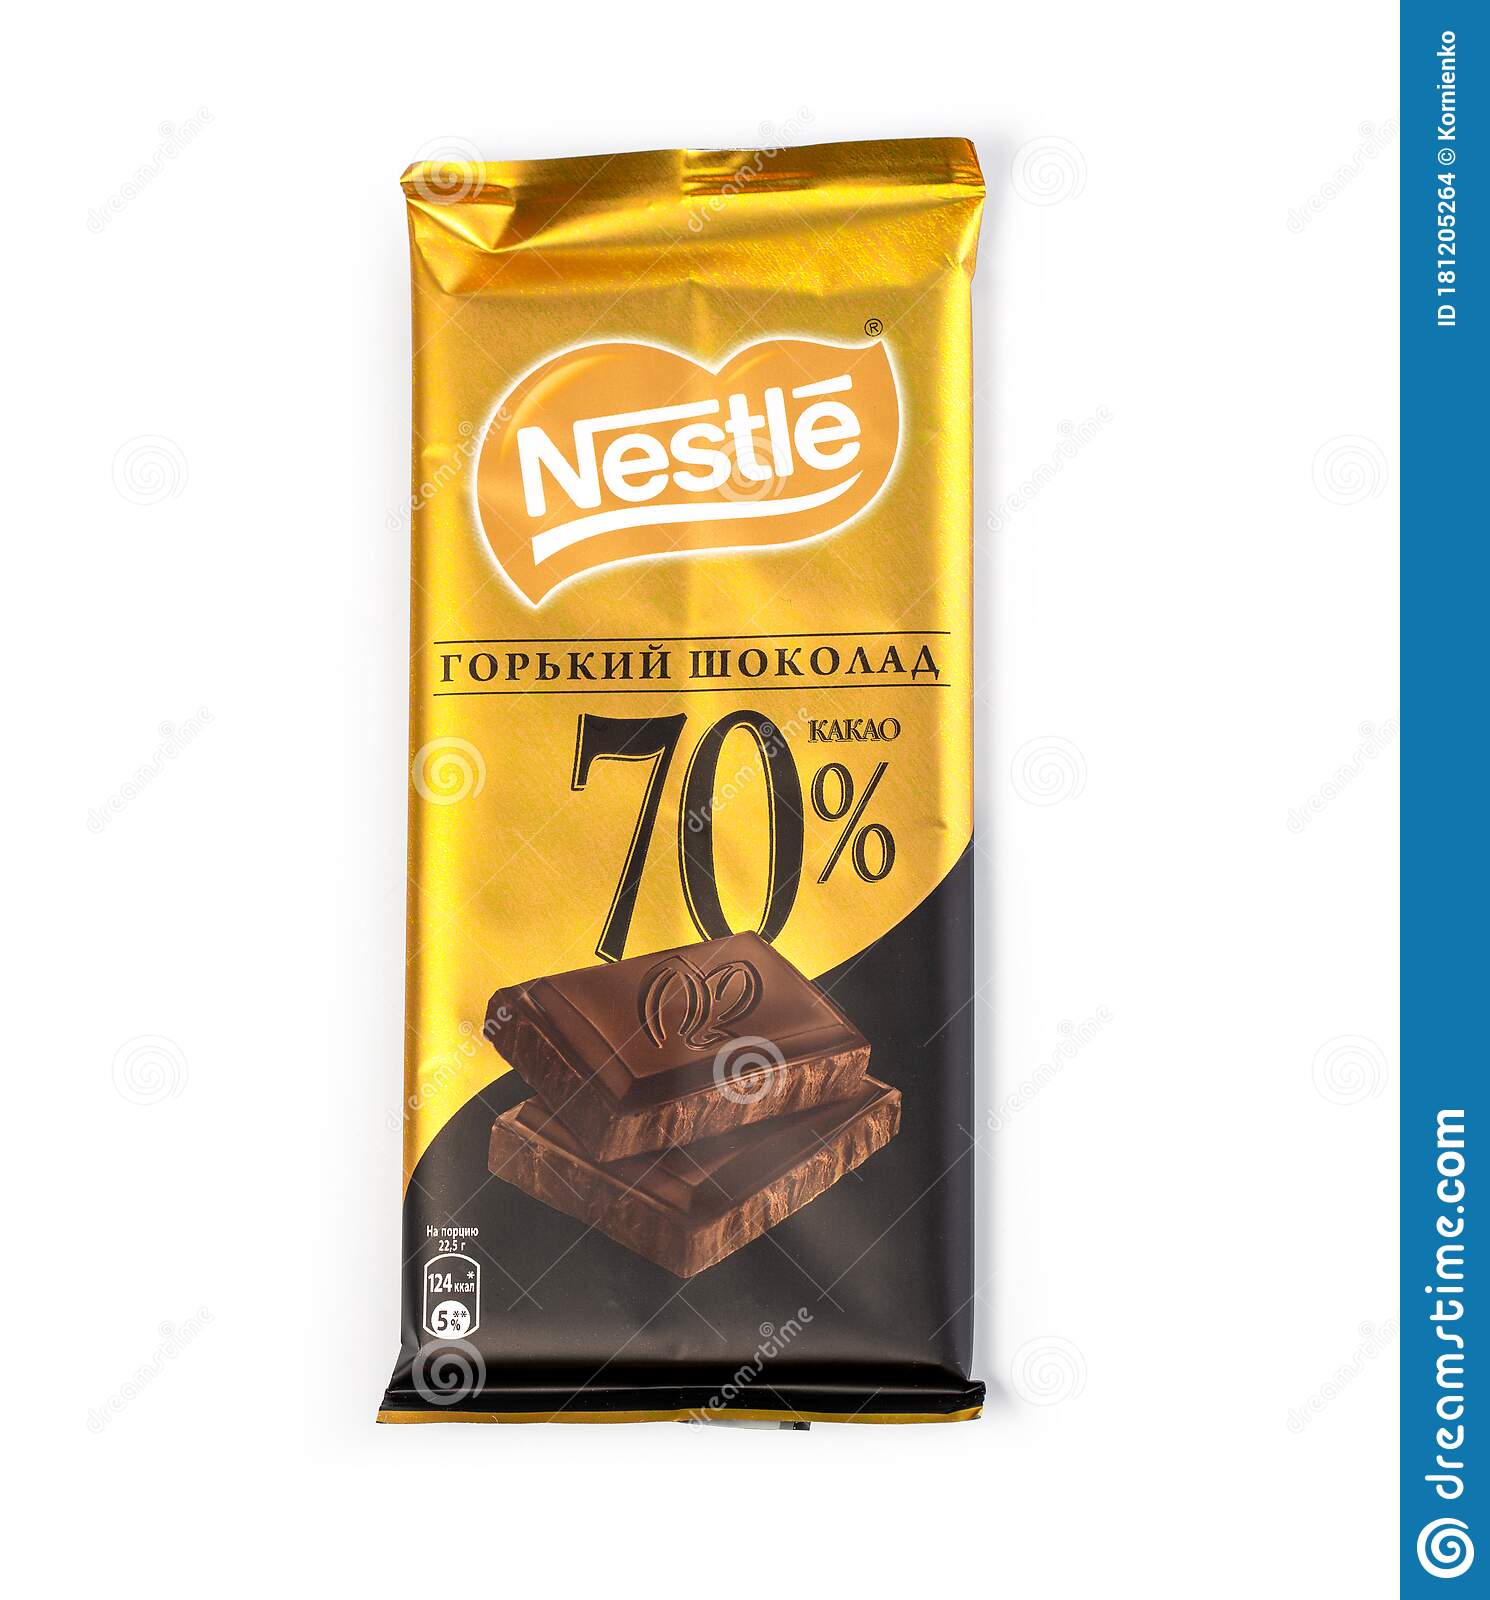 Nestlé
®
ГОРЬКИЙ ШОКОЛАД
70%
КАКАО
На порцию
22,5 г
124 ккал*
5%**
ID 181205264 © Kornienko
dreamstime.com